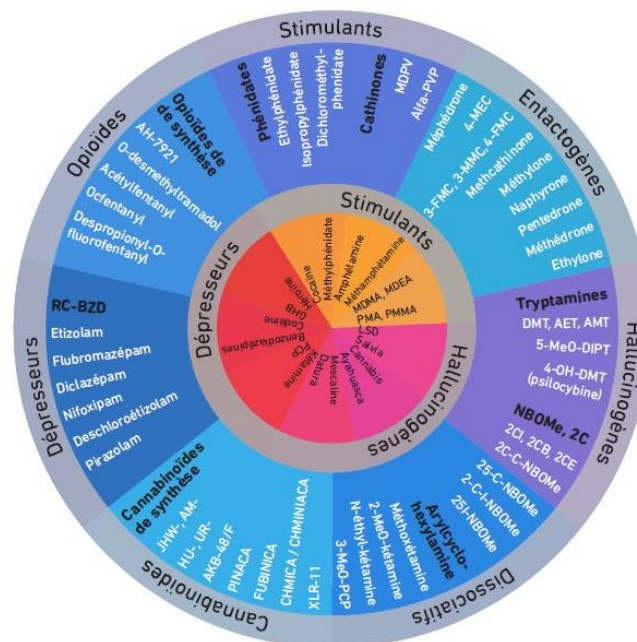 Stimulants
Phénidates
Ethylphénidate
Isopropylphénidate
Dichlorométhyl-
phenidate
Cathinones
MDPV
Alfa-PVP
Entactogènes
Méphédrone
4-MEC
3-FMC, 3-MMC, 4-FMC
Methcathinone
Méthylone
Naphyrone
Pentedrone
Méthédrone
Ethylone
Hallucinogènes
Tryptamines
DMT, AET, AMT
5-MeO-DIPT
4-OH-DMT
(psilocybine)
NBOMe, 2C
2CI, 2CB, 2CE
2C-C-NBOMe
25-C-NBOMe
2-C-I-NBOMe
25I-NBOMe
Dissociatifs
Arylcyclo-
hexylamine
Méthoxétamine
2-MeO-kétamine
N-éthyl-kétamine
3-MeO-PCP
Cannabinoïdes
Cannabinoïdes
de synthèse
JHW-, AM-
HU-, UR-
AKB-48/F
PINACA
FUBINICA
CHMICA / CHMINIACA
XLR-11
Dépresseurs
RC-BZD
Etizolam
Flubromazépam
Diclazépam
Nifoxipam
Deschloroétizolam
Pirazolam
Opioïdes
Opioïdes de
de synthèse
AH-7921
O-desmethyltramadol
Acétylfentanyl
Ocfentanyl
Despropionyl-O-
fluorofentanyl
Stimulants
Cocaïne
Méthylphénidate
Amphétamine
Méthamphétamine
MDMA, MDEA
PMA, PMMA
Hallucinogènes
LSD
Salvia
Cannabis
Ayahuasca
Mescaline
Datura
Kétamine
PCP
Dépresseurs
Benzodiazépines
Codéine
GHB
Héroïne